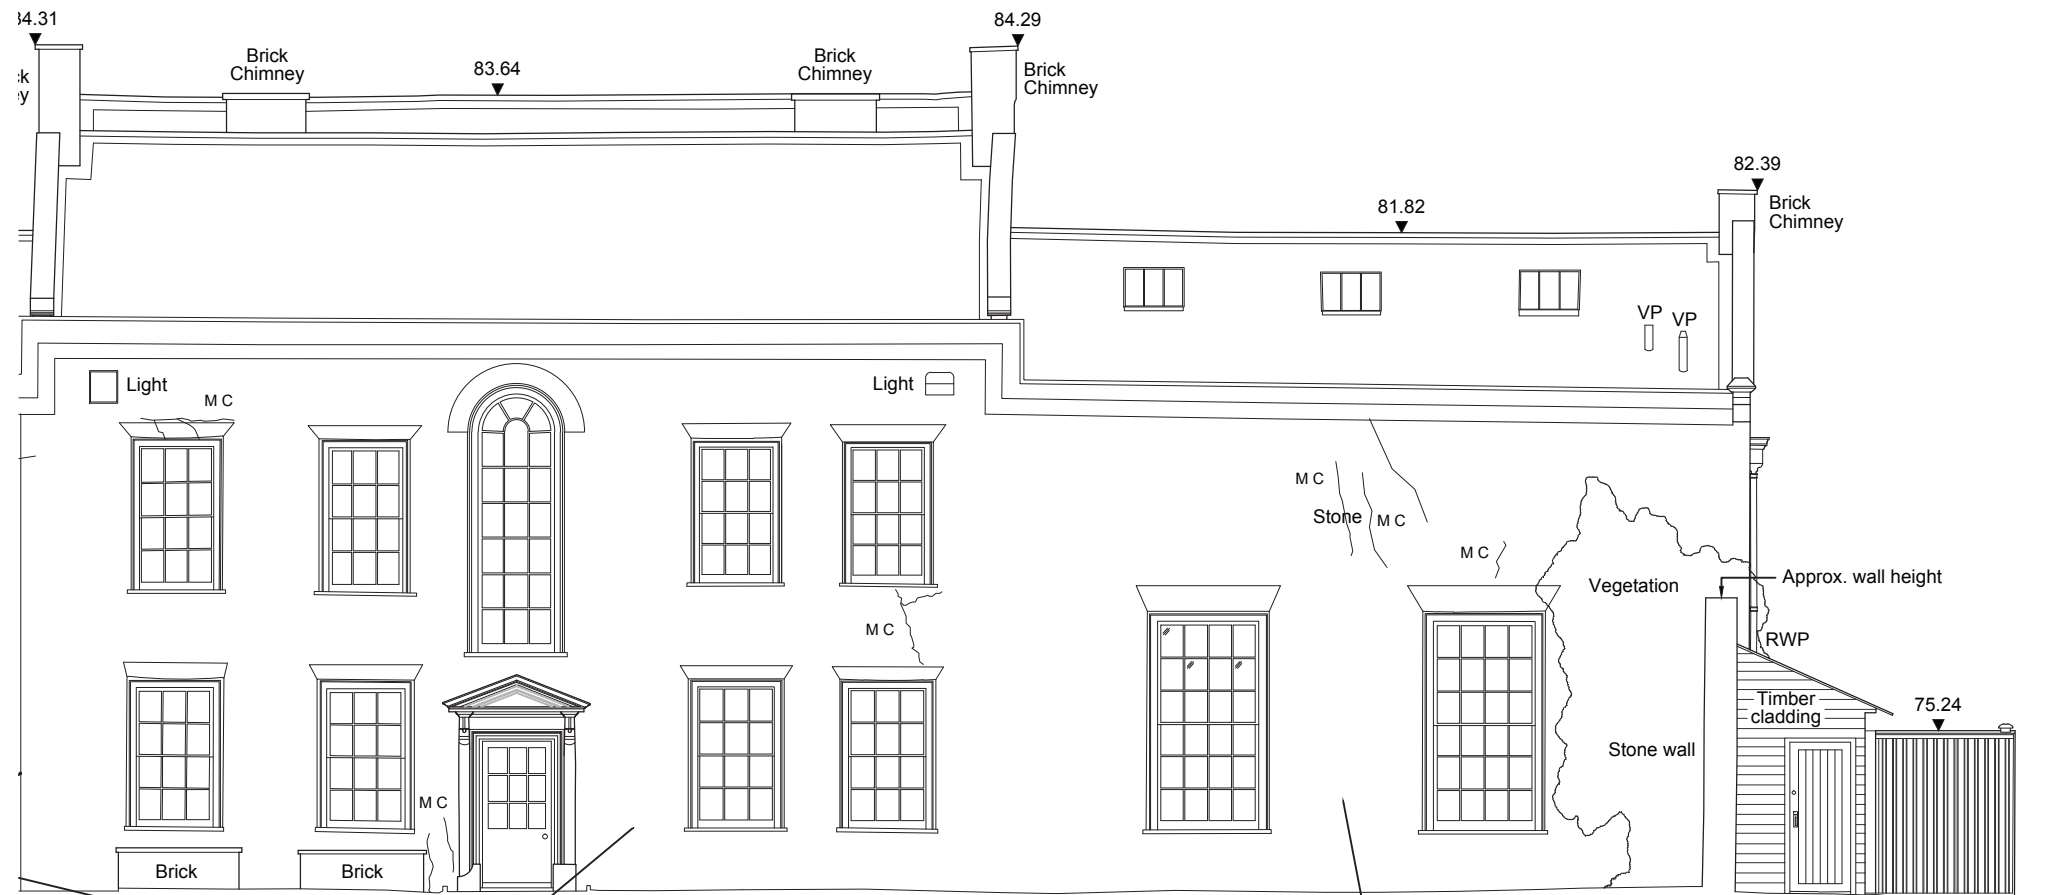 84.29
Brick
Chimney
83.64
Brick
Chimney
Brick
Chimney
82.39
Brick
Chimney
81.82
VP
VP
Light
M C
Light
M C
Stone
M C
M C
Vegetation
Approx. wall height
M C
RWP
Timber
cladding
75.24
Stone wall
M C
Brick
Brick